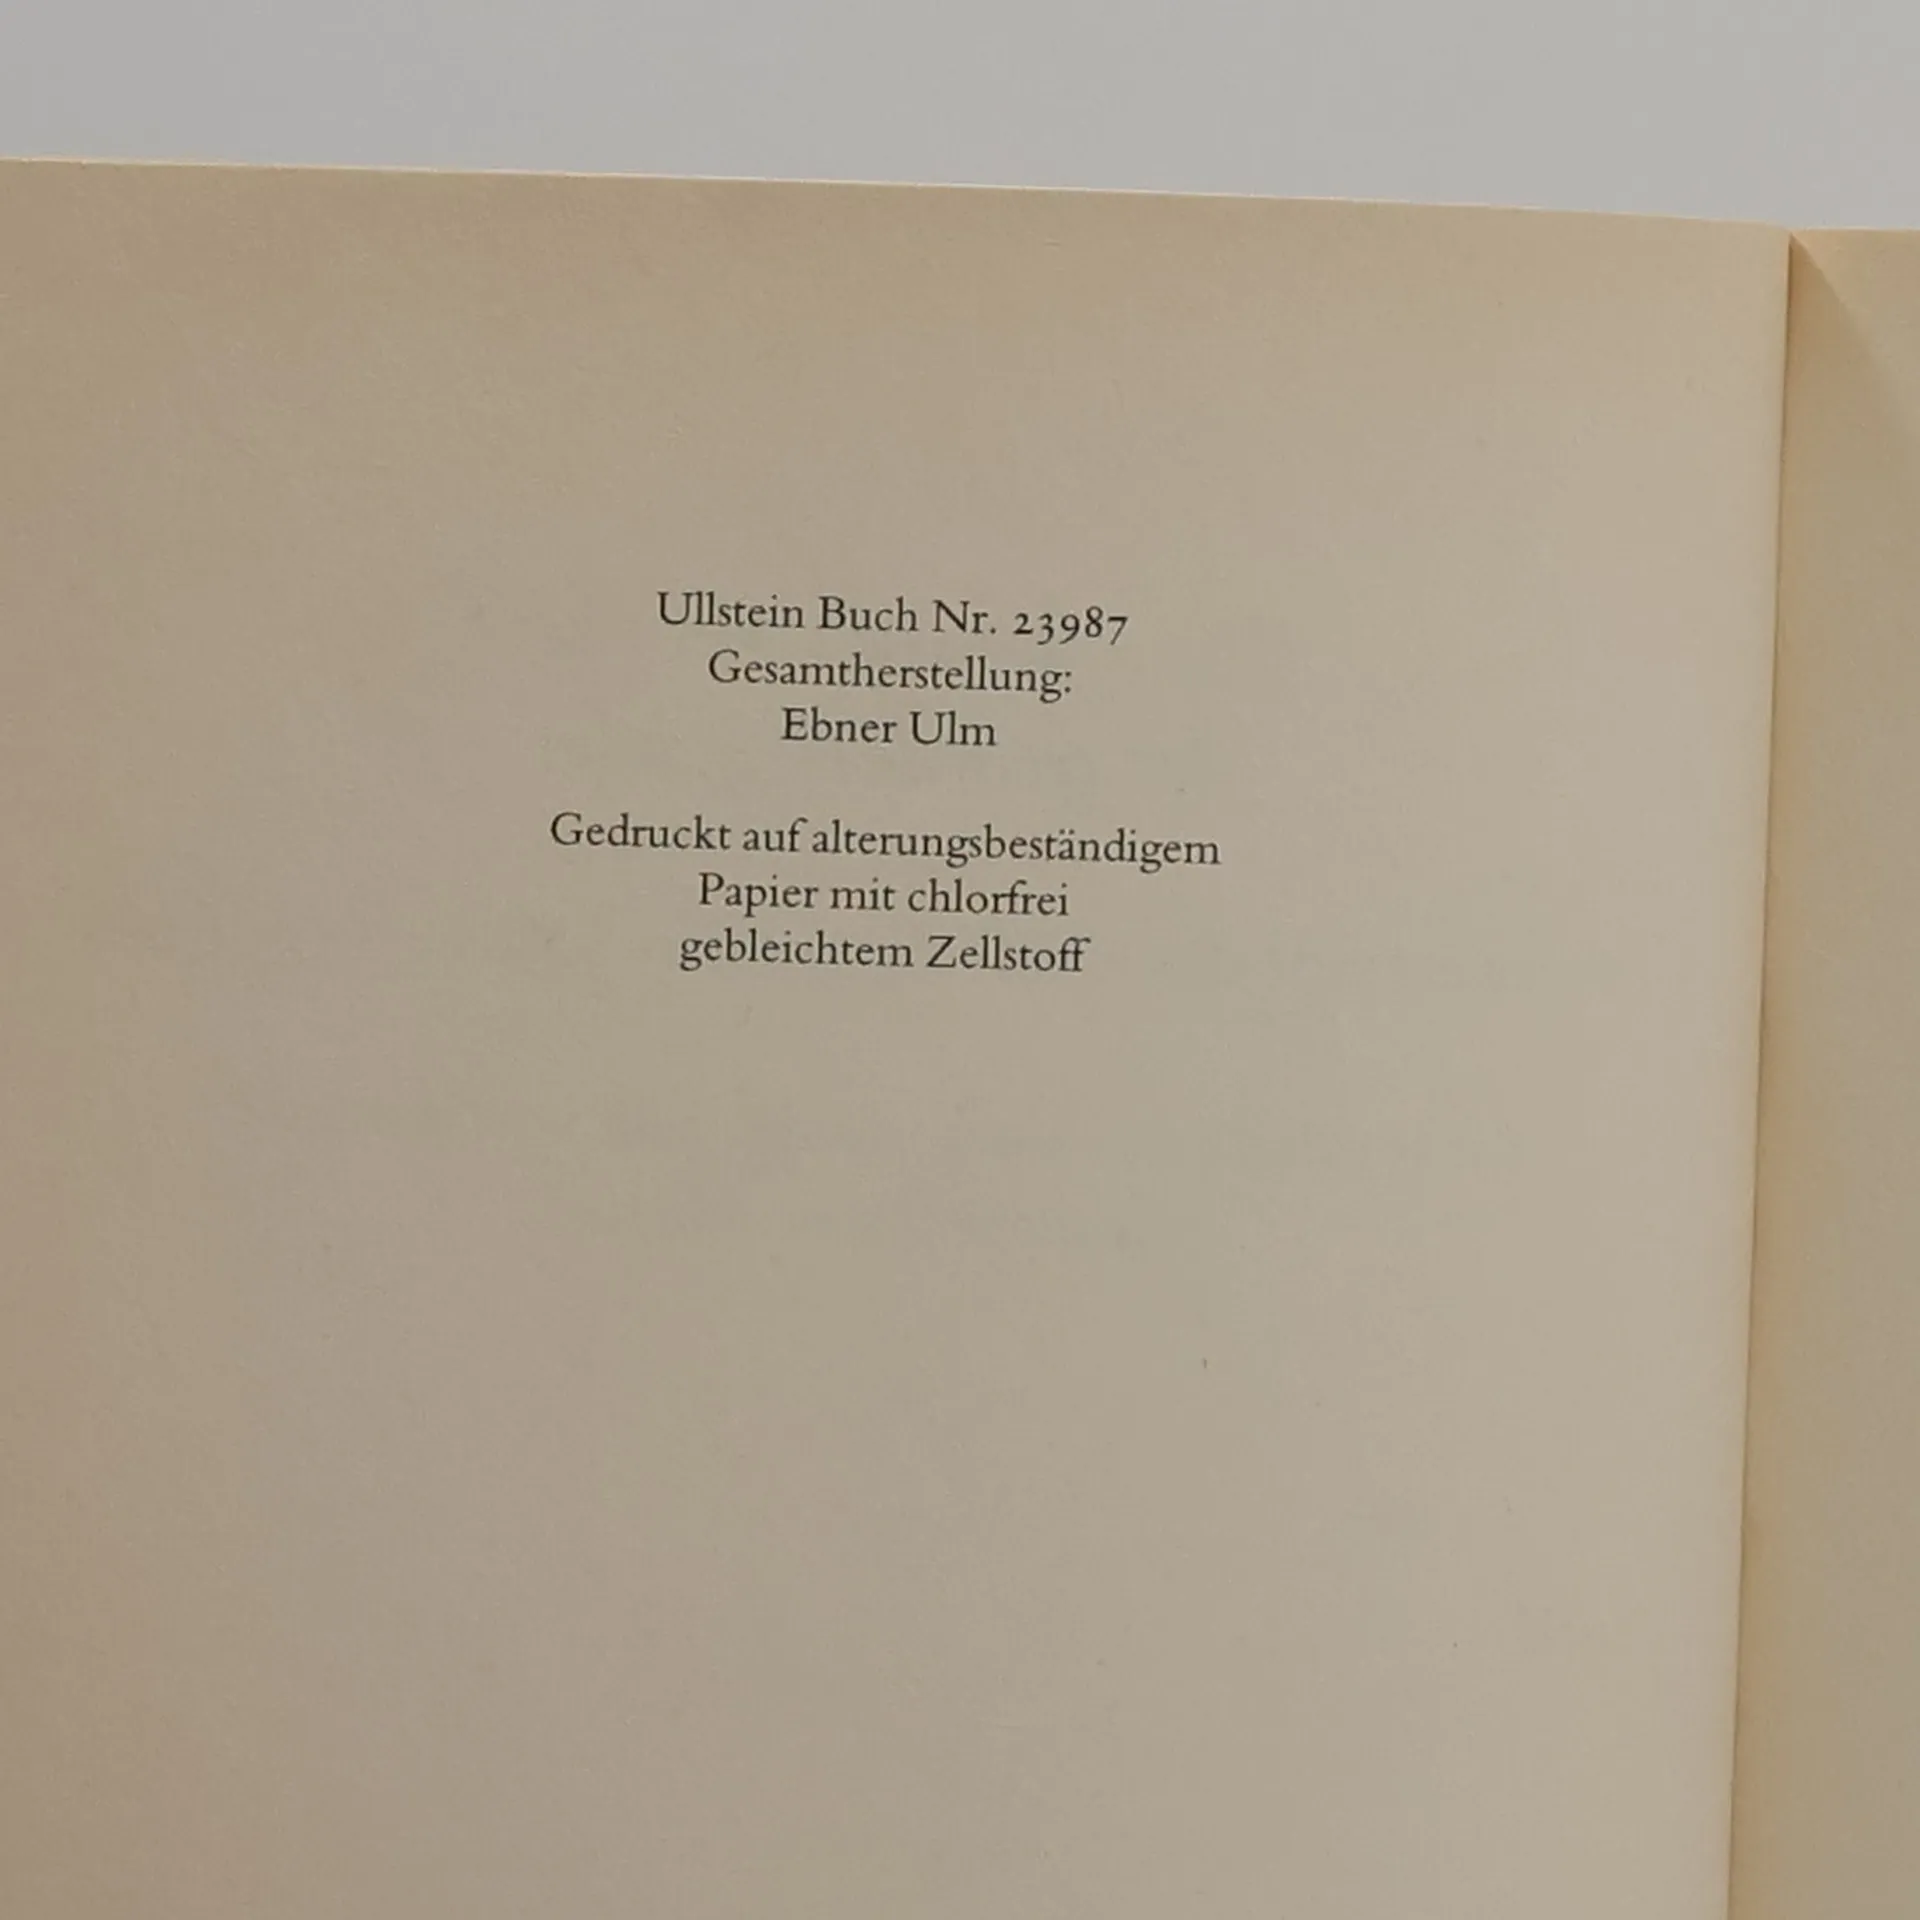 Ullstein Buch Nr. 23987
Gesamtherstellung:
Ebner Ulm
Gedruckt auf alterungsbeständigem
Papier mit chlorfrei
gebleichtem Zellstoff